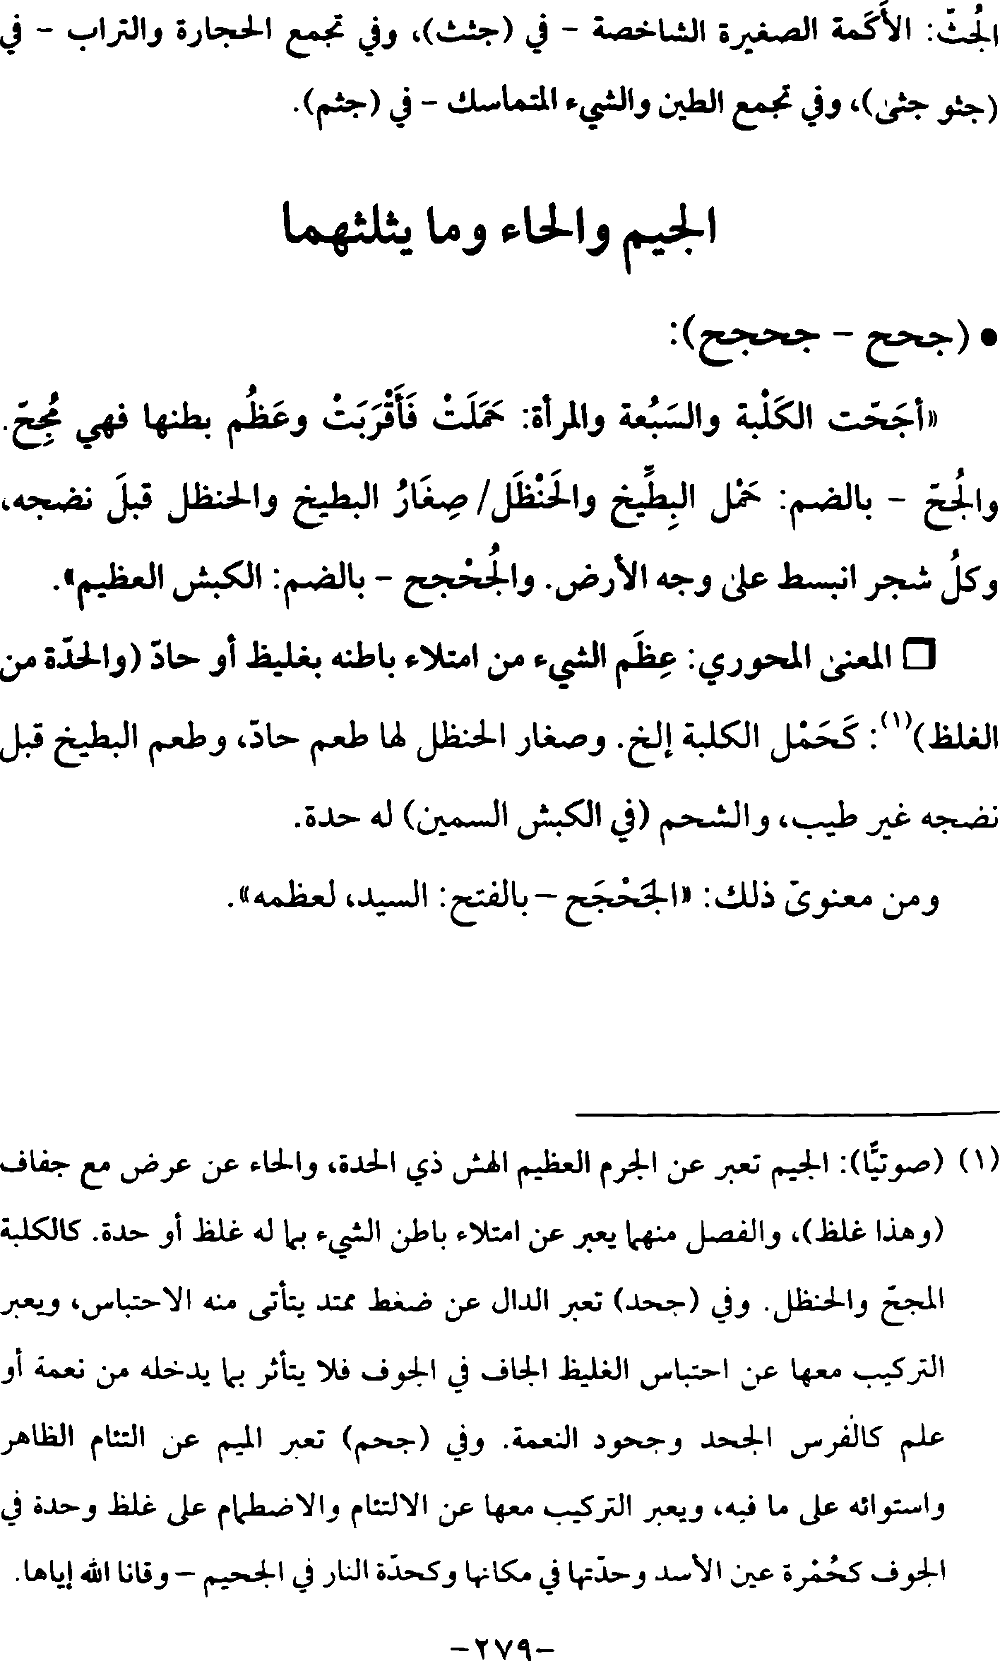 الجُثّ: الأَكَمة الصغيرة الشاخصة - في (جثث)، وفي تجمع الحجارة والتراب - في
(جثو جثى)، وفي تجمع الطين والشيء المتماسك - في (جثم).
الجيم والحاء وما يثلثهما
• (جحح - جحجح):
«أجَحّت الكَلْبة والسَبُعة والمرأة: حَمَلَتْ فَأَقْرَبَتْ وعَظُم بطنها فهي مُجِحّ.
والجُحّ - بالضم: حَمْل البِطِّيخ والحَنْظَل/ صِغَارُ البطيخ والحنظل قبلَ نضجه،
وكلُ شجر انبسط على وجه الأرض. والجُحْجح - بالضم: الكبش العظيم».
❒ المعنى المحوري: عِظَم الشيء من امتلاء باطنه بغليظ أو حادّ (والحدّة من
الغلظ)(١): كَحَمْل الكلبة إلخ. وصغار الحنظل لها طعم حادّ، وطعم البطيخ قبل
نضجه غير طيب، والشحم (في الكبش السمين) له حدة.
ومن معنويّ ذلك: «الجَحْجَح - بالفتح: السيد، لعظمه».
(١) (صوتيًّا): الجيم تعبر عن الجرم العظيم الهش ذي الحدة، والحاء عن عرض مع جفاف
(وهذا غلظ)، والفصل منهما يعبر عن امتلاء باطن الشيء بما له غلظ أو حدة. كالكلبة
المجحّ والحنظل. وفي (جحد) تعبر الدال عن ضغط ممتد يتأتى منه الاحتباس، ويعبر
التركيب معها عن احتباس الغليظ الجاف في الجوف فلا يتأثر بما يدخله من نعمة أو
علم كالفَرس الجحد وجحود النعمة. وفي (جحم) تعبر الميم عن التئام الظاهر
واستوائه على ما فيه، ويعبر التركيب معها عن الالتئام والاضطمام على غلظ وحدة في
الجوف كحُمْرة عين الأسد وحدّتها في مكانها وكحدّة النار في الجحيم - وقانا الله إياها.
-٢٧٩-